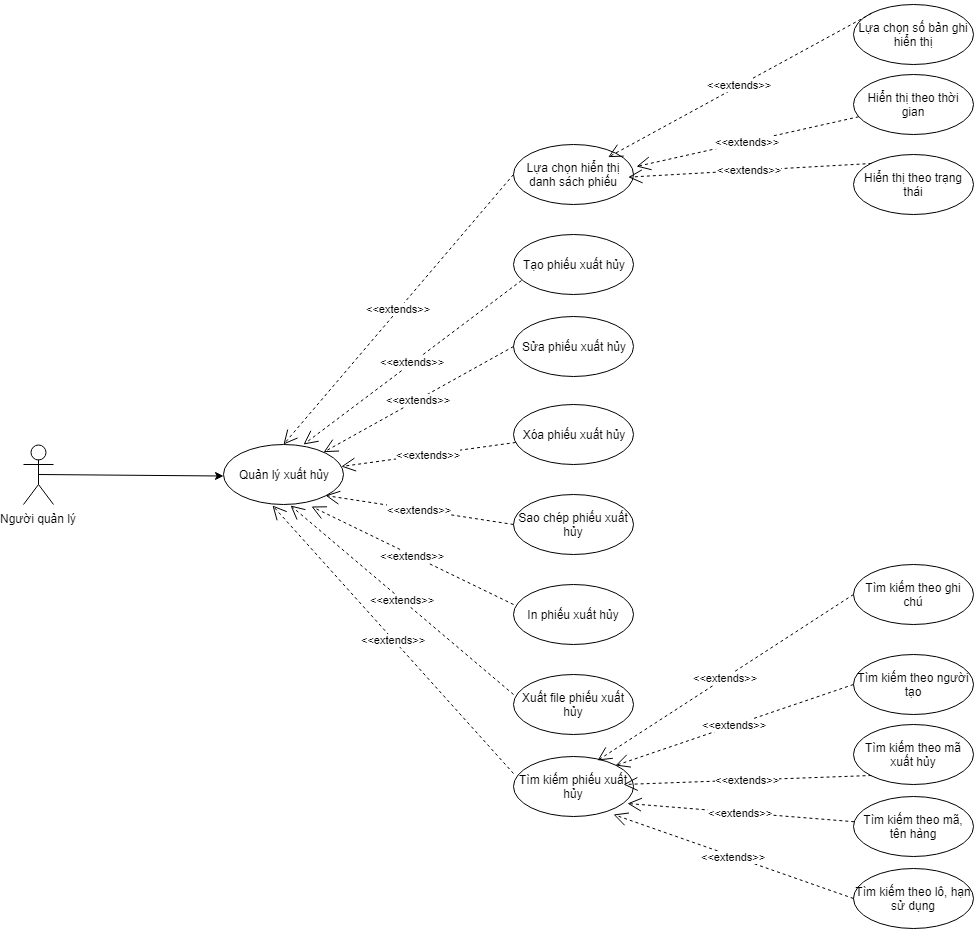 Lựa chọn số bản ghi
hiển thị
<<extends>>
Hiển thị theo thời
gian
<<extends>>
Lựa chọn hiển thị
danh sách phiếu
<<extends>>
Hiển thị theo trạng
thái
Tạo phiếu xuất hủy
<<extends>>
Sửa phiếu xuất hủy
<<extends>>
<<extends>>
Xóa phiếu xuất hủy
<<extends>>
Quản lý xuất hủy
Người quản lý
<<extends>>
Sao chép phiếu xuất
hủy
<<extends>>
In phiếu xuất hủy
<<extends>>
Tìm kiếm theo ghi
chú
<<extends>>
Xuất file phiếu xuất
hủy
<<extends>>
Tìm kiếm theo người
tạo
<<extends>>
Tìm kiếm theo mã
xuất hủy
Tìm kiếm phiếu xuất
hủy
<<extends>>
<<extends>>
Tìm kiếm theo mã,
tên hàng
<<extends>>
Tìm kiếm theo lô, hạn
sử dụng